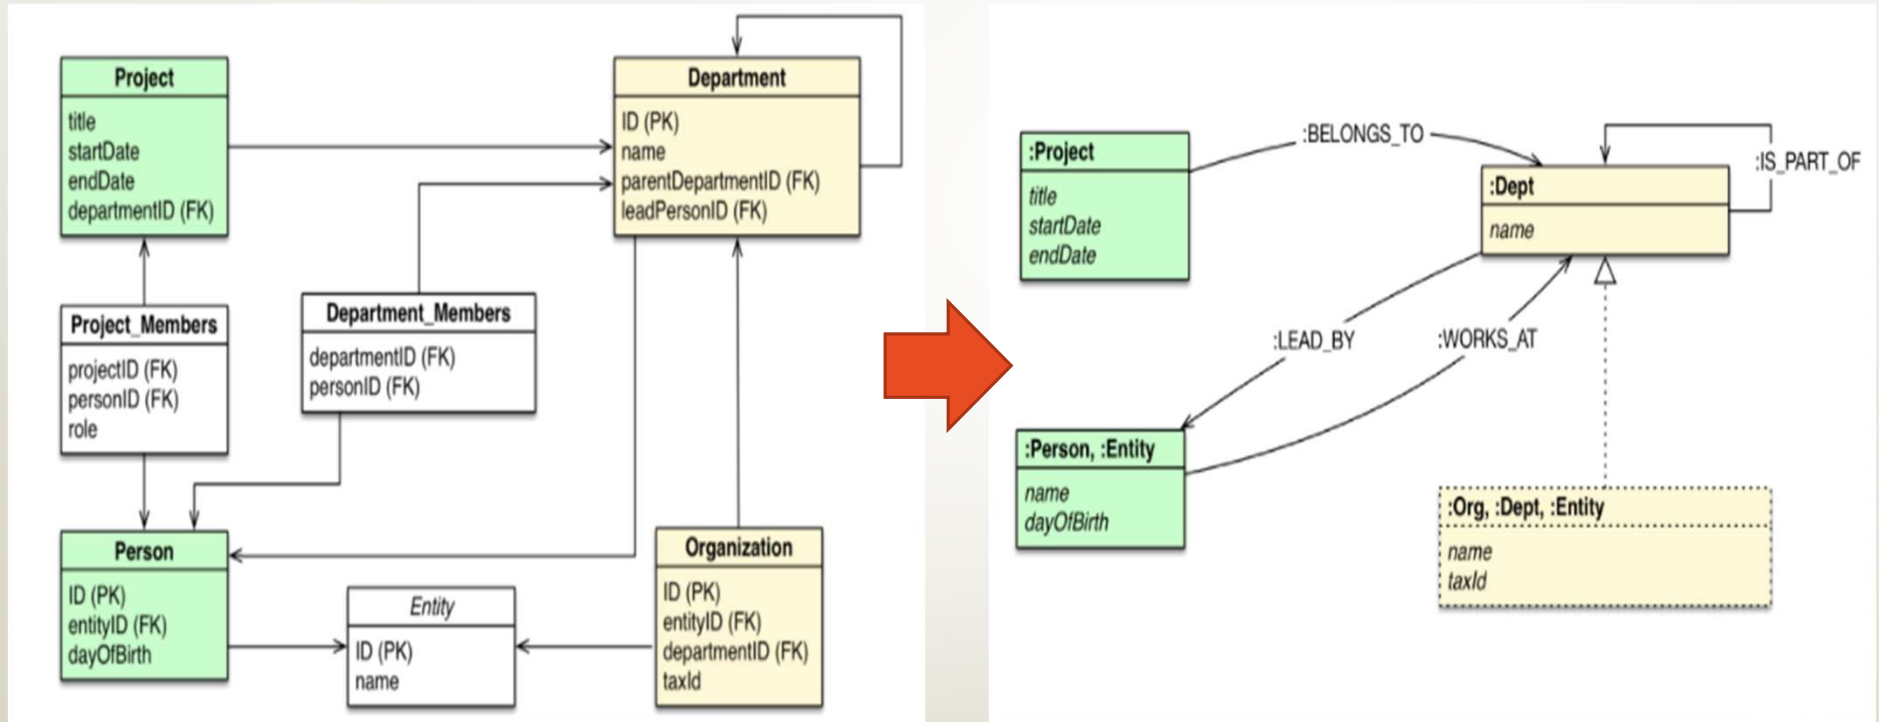 Project
title
startDate
endDate
departmentID (FK)
Department
ID (PK)
name
parentDepartmentID (FK)
leadPersonID (FK)
Project_Members
projectID (FK)
personID (FK)
role
Department_Members
departmentID (FK)
personID (FK)
Person
ID (PK)
entityID (FK)
dayOfBirth
Entity
ID (PK)
name
Organization
ID (PK)
entityID (FK)
departmentID (FK)
taxId
:Project
title
startDate
endDate
:BELONGS_TO
:Dept
name
:IS_PART_OF
:LEAD_BY
:WORKS_AT
:Person, :Entity
name
dayOfBirth
:Org, :Dept, :Entity
name
taxId